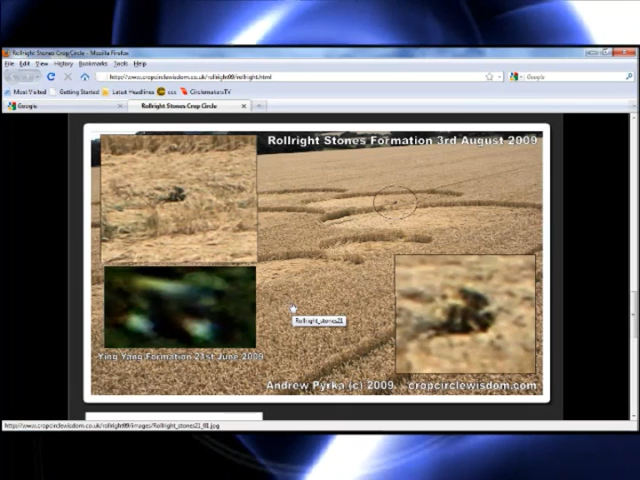 Rollright Stones Crop Circle - Mozilla Firefox
File Edit View History Bookmarks Tools Help
http://www.cropcirclewisdom.co.uk/rollright09/rollright.html
Google
Most Visited Getting Started Latest Headlines css CirclemakersTV
Google
Rollright Stones Crop Circle
Rollright Stones Formation 3rd August 2009
Rollright_stones21
Ying Yang Formation 21st June 2009
Andrew Pyrka (c) 2009 cropcirclewisdom.com
http://www.cropcirclewisdom.co.uk/rollright09/images/Rollright_stones21_01.jpg